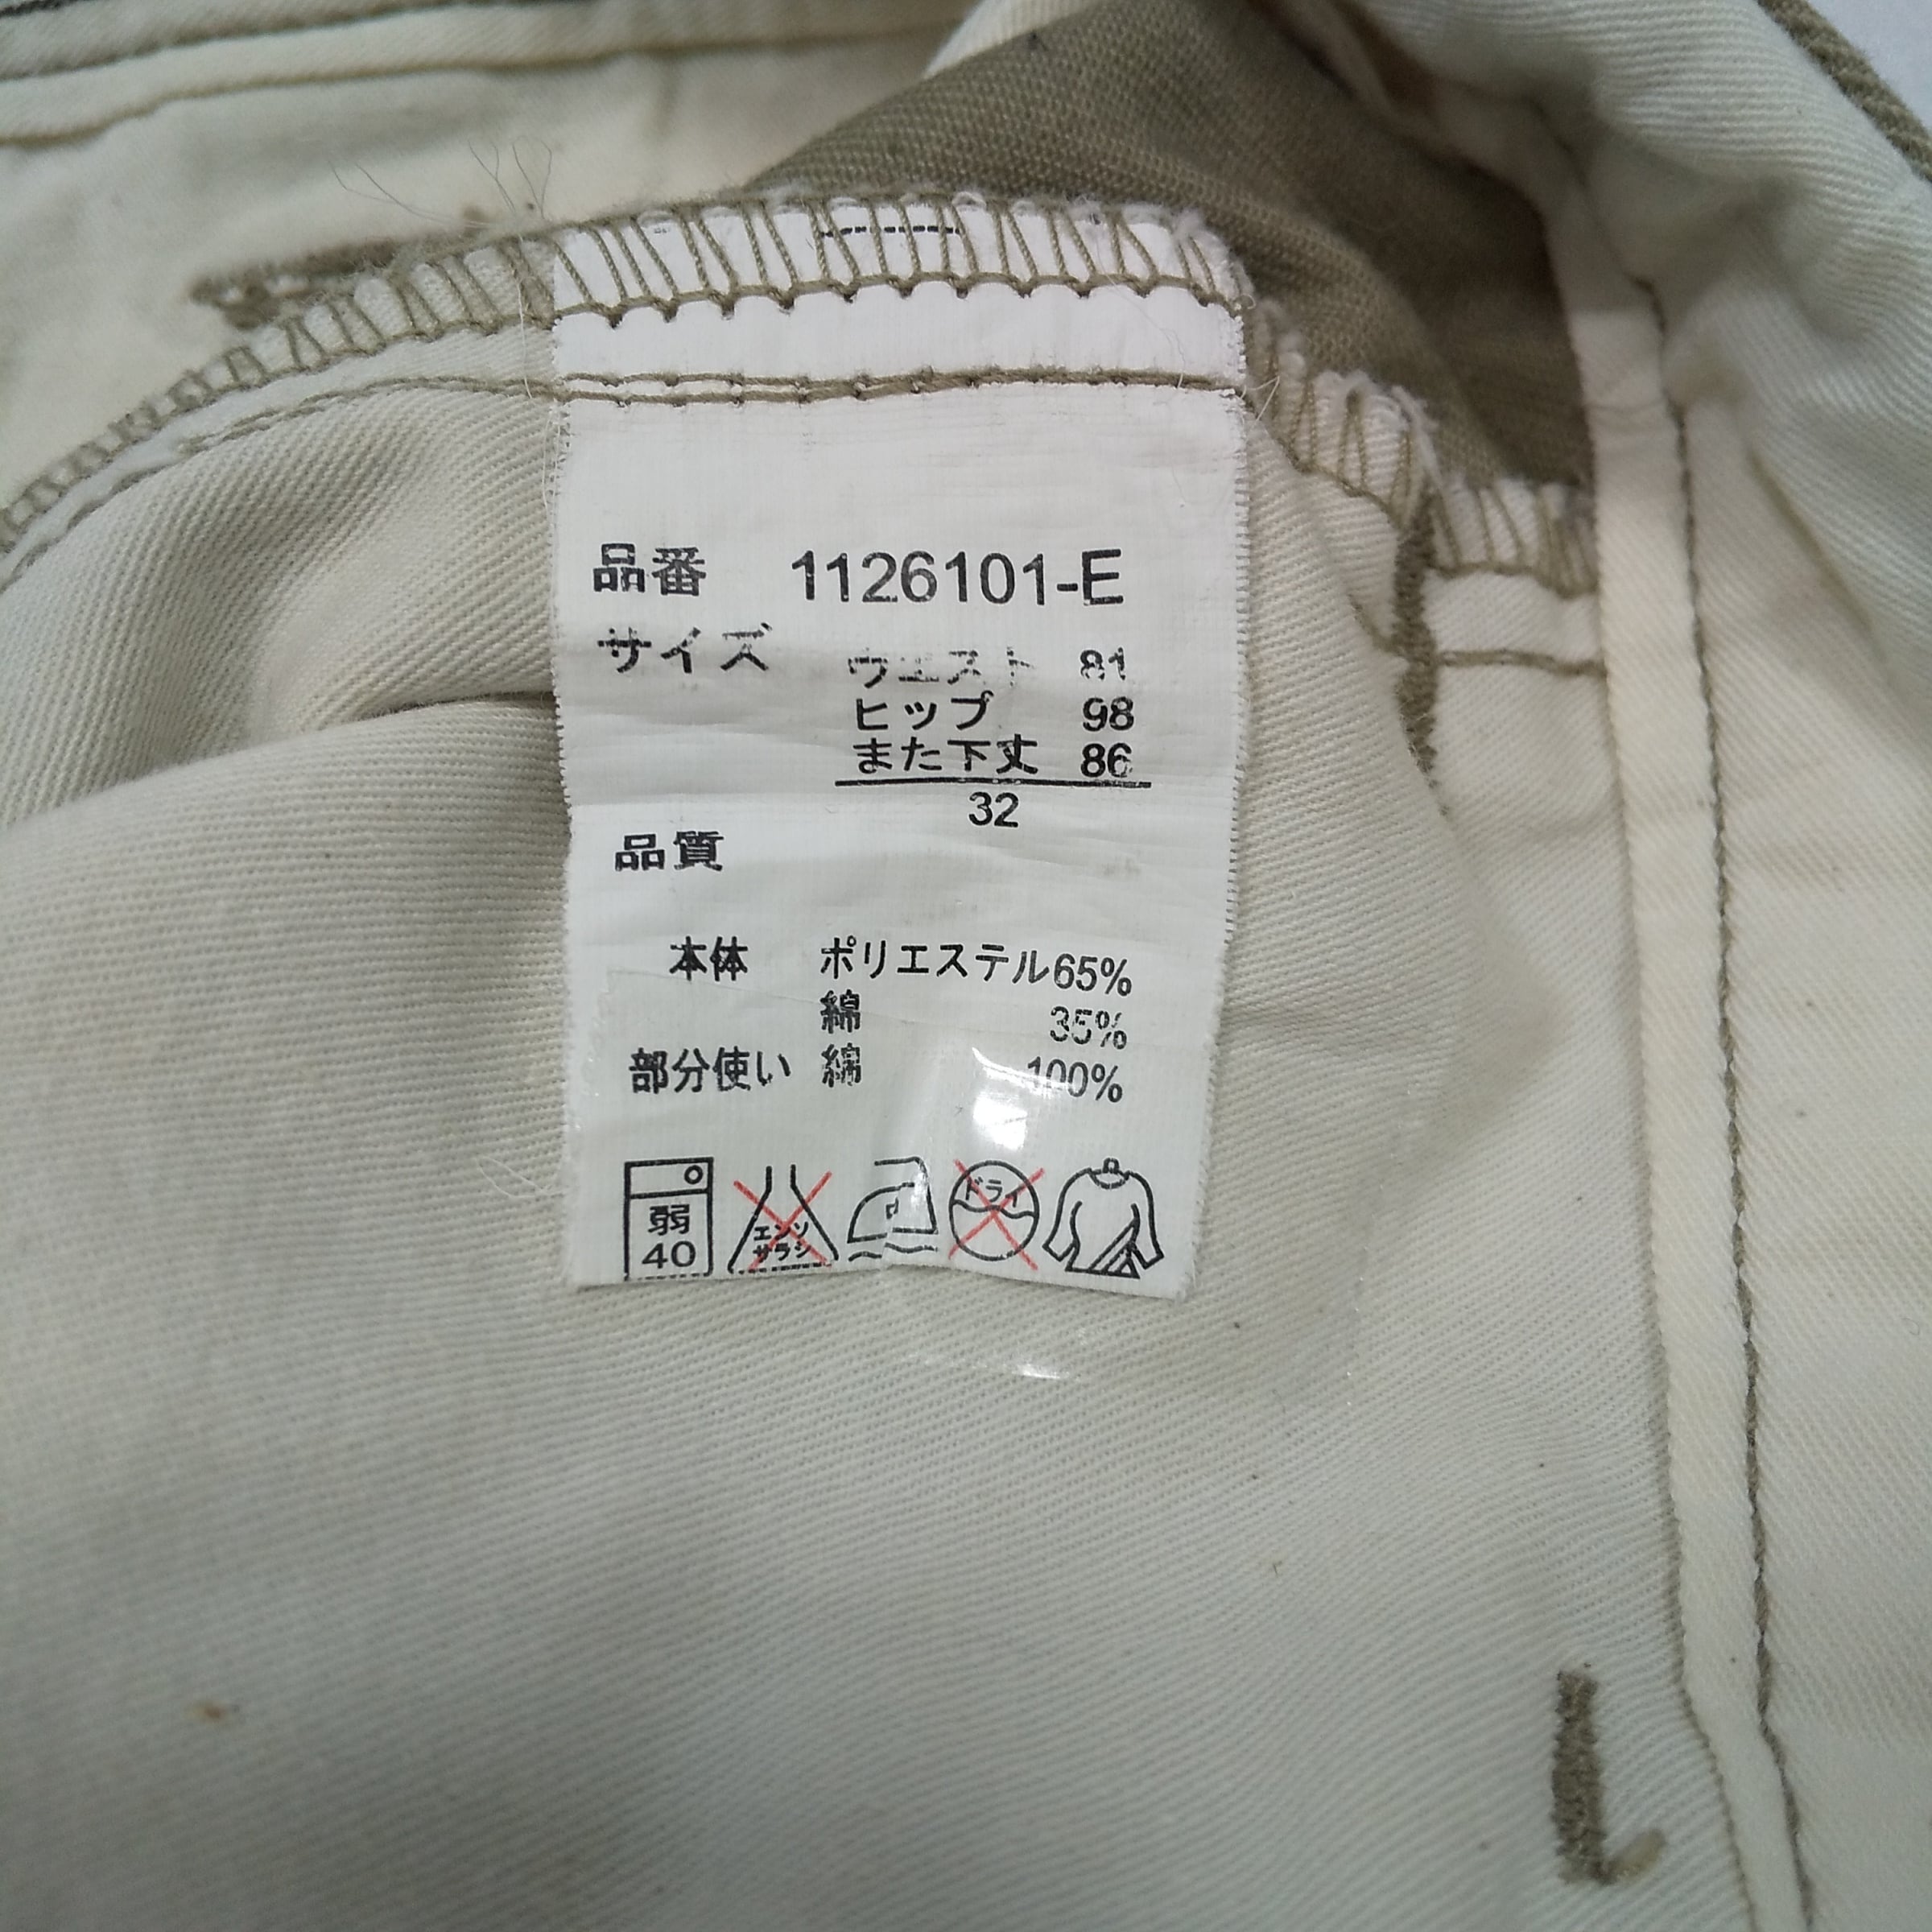 品番 1126101-E
サイズ ウエスト 81
ヒップ 98
また下丈 86
32
品質
本体 ポリエステル65%
綿 35%
部分使い 綿 100%
弱 エンソ ドライ
40 サラシ